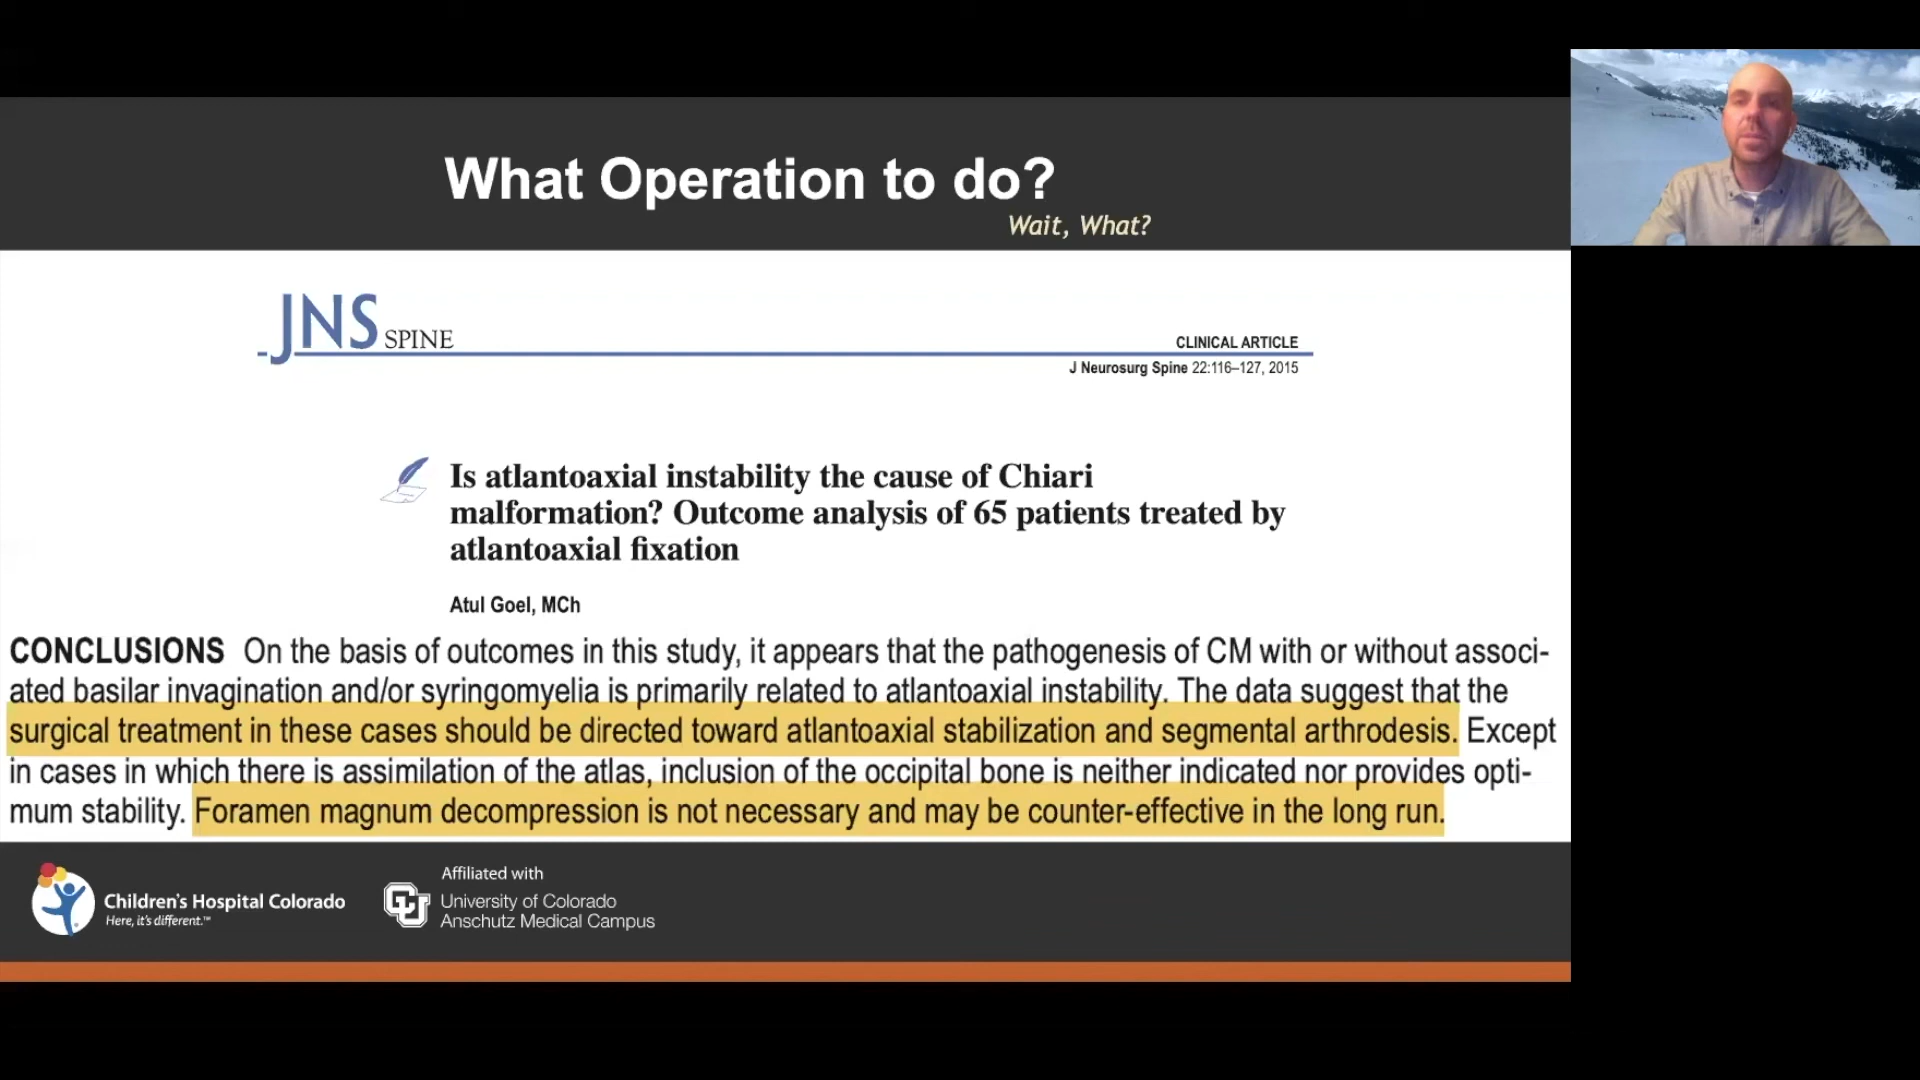 What Operation to do?
Wait, What?
JNS SPINE
CLINICAL ARTICLE
J Neurosurg Spine 22:116–127, 2015
Is atlantoaxial instability the cause of Chiari
malformation? Outcome analysis of 65 patients treated by
atlantoaxial fixation
Atul Goel, MCh
CONCLUSIONS On the basis of outcomes in this study, it appears that the pathogenesis of CM with or without associ-
ated basilar invagination and/or syringomyelia is primarily related to atlantoaxial instability. The data suggest that the
surgical treatment in these cases should be directed toward atlantoaxial stabilization and segmental arthrodesis. Except
in cases in which there is assimilation of the atlas, inclusion of the occipital bone is neither indicated nor provides opti-
mum stability. Foramen magnum decompression is not necessary and may be counter-effective in the long run.
Children's Hospital Colorado
Here, it's different.™
CU
Affiliated with
University of Colorado
Anschutz Medical Campus